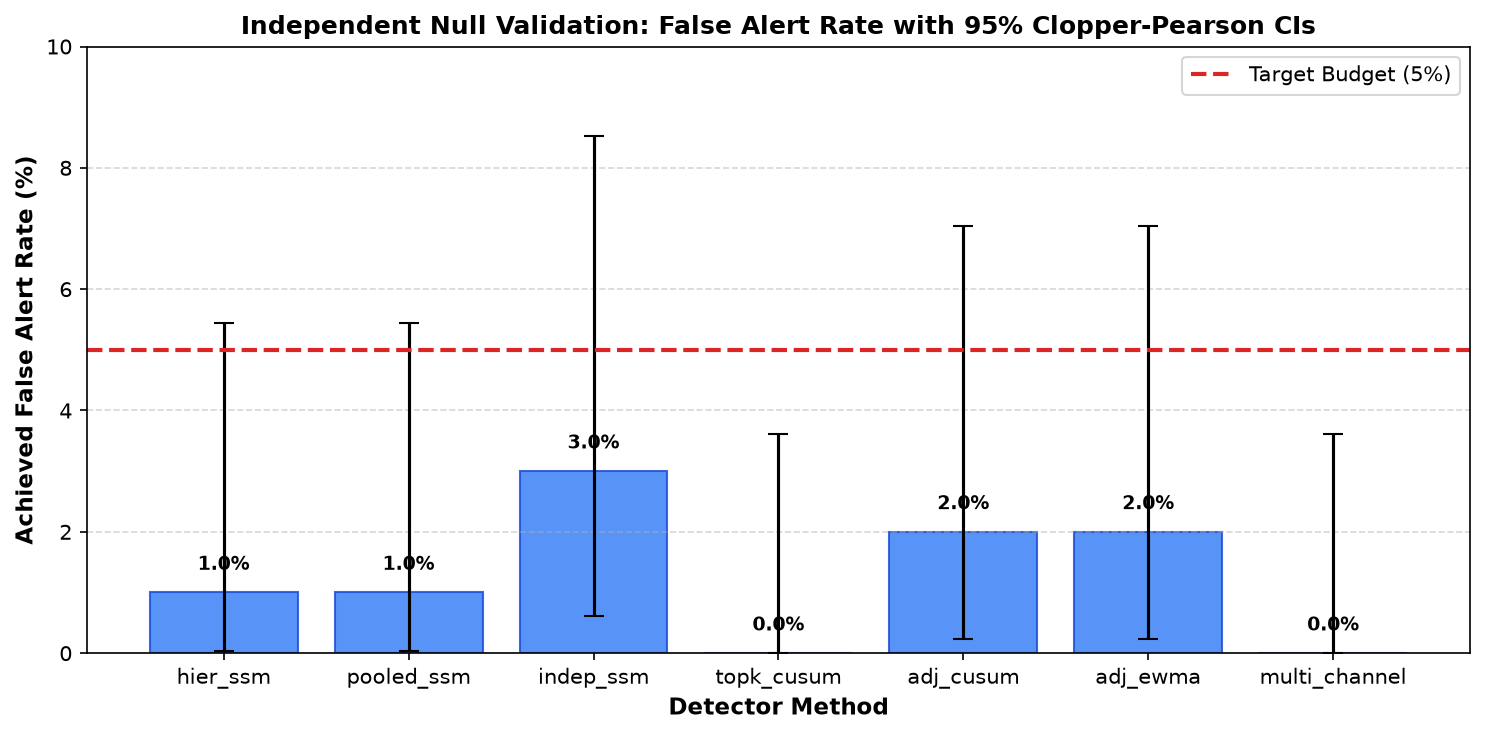 Independent Null Validation: False Alert Rate with 95% Clopper-Pearson CIs
Target Budget (5%)
Achieved False Alert Rate (%)
10
8
6
4
2
0
1.0%
1.0%
3.0%
0.0%
2.0%
2.0%
0.0%
hier_ssm
pooled_ssm
indep_ssm
topk_cusum
adj_cusum
adj_ewma
multi_channel
Detector Method